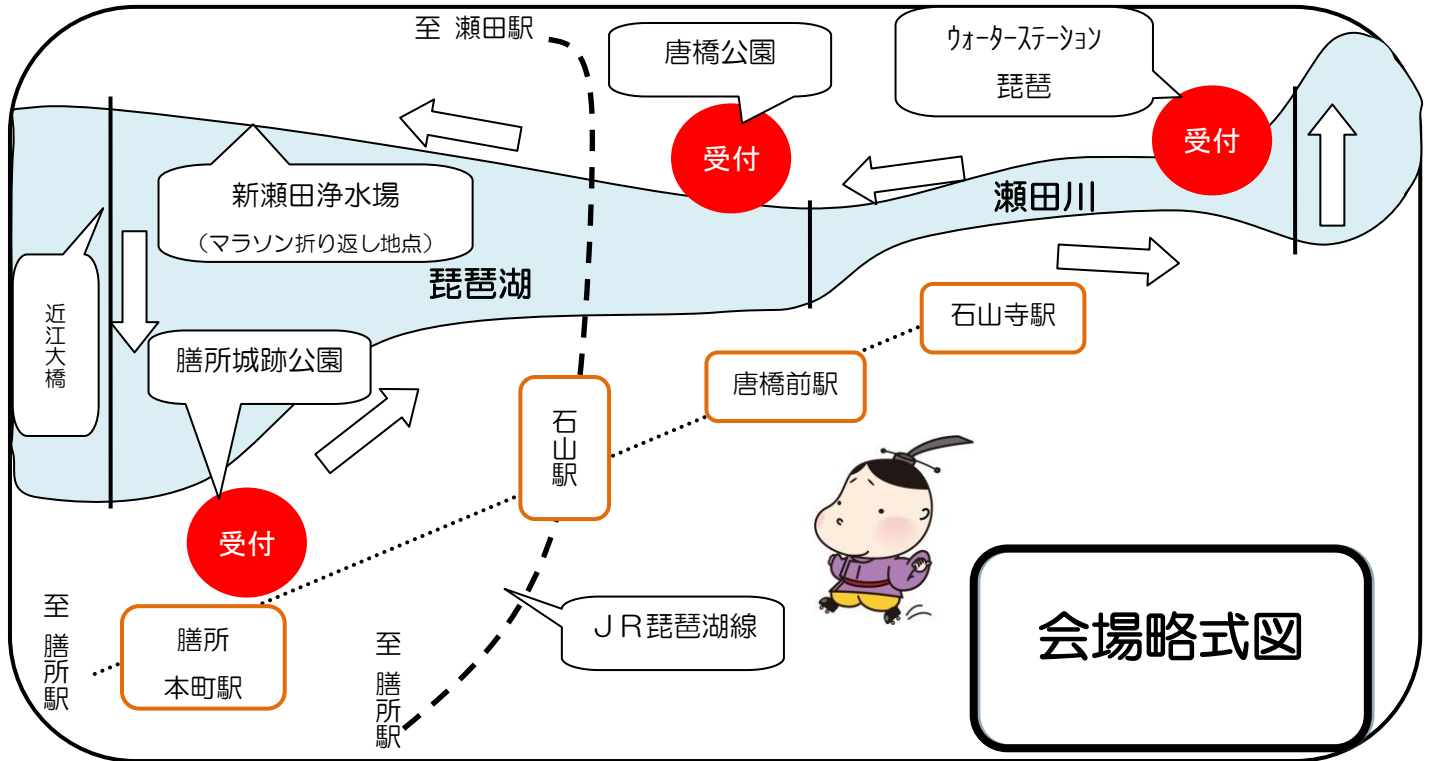 至 瀬田駅
唐橋公園
ｳｫｰﾀｰｽﾃｰｼｮﾝ
琵琶
受付
受付
新瀬田浄水場
（マラソン折り返し地点）
瀬田川
琵琶湖
近江大橋
膳所城跡公園
石山寺駅
唐橋前駅
石山駅
受付
至 膳所駅
膳所
本町駅
至 膳所駅
ＪＲ琵琶湖線
会場略式図